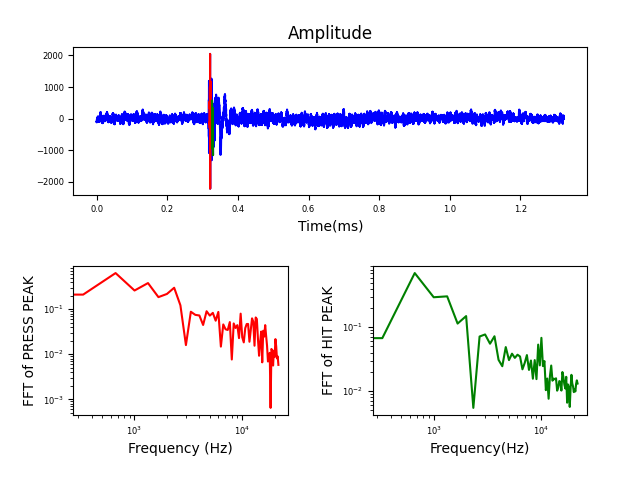 Amplitude
2000
1000
0
−1000
−2000
0.0 0.2 0.4 0.6 0.8 1.0 1.2
Time(ms)
FFT of PRESS PEAK
10⁻¹
10⁻²
10⁻³
10³ 10⁴
Frequency (Hz)
FFT of HIT PEAK
10⁻¹
10⁻²
10³ 10⁴
Frequency(Hz)